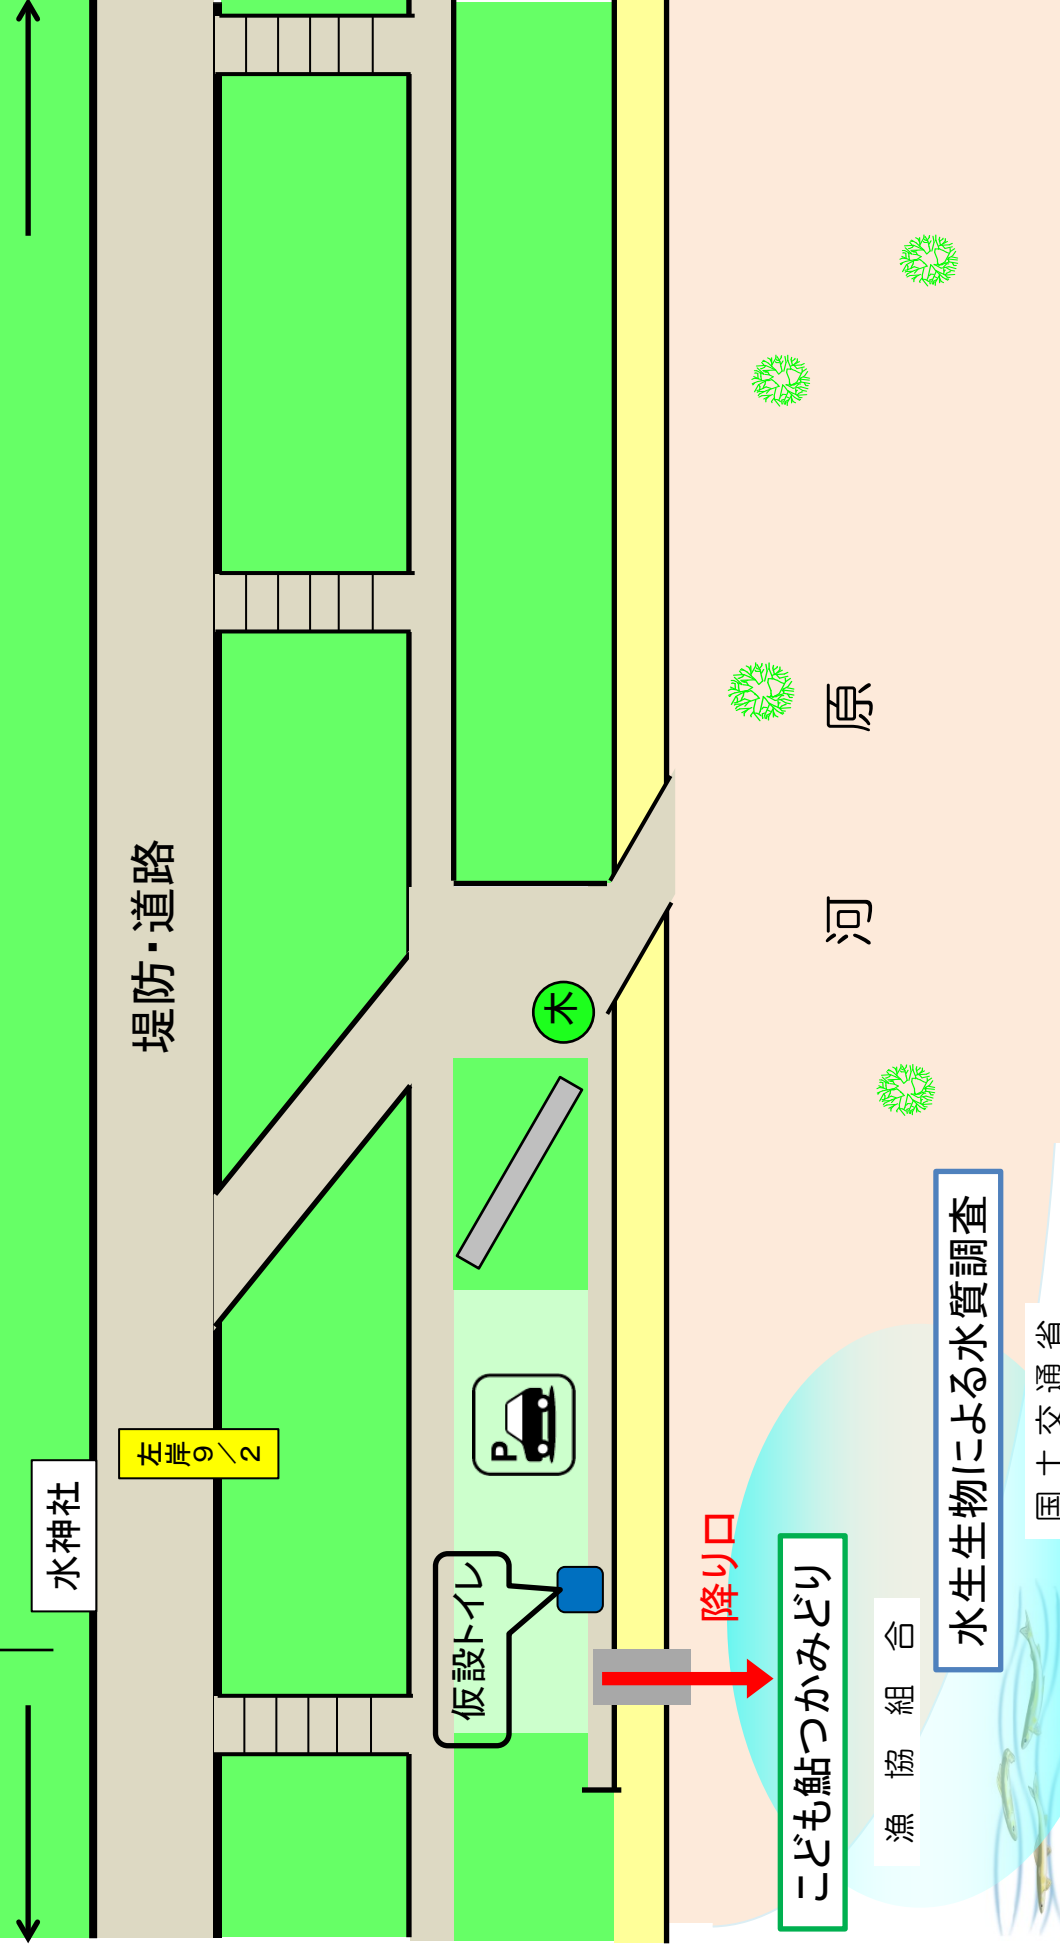 水神社
堤防・道路
左岸9／2
木
P
仮設トイレ
降り口
河原
こども鮎つかみどり
漁協組合
水生生物による水質調査
国土交通省